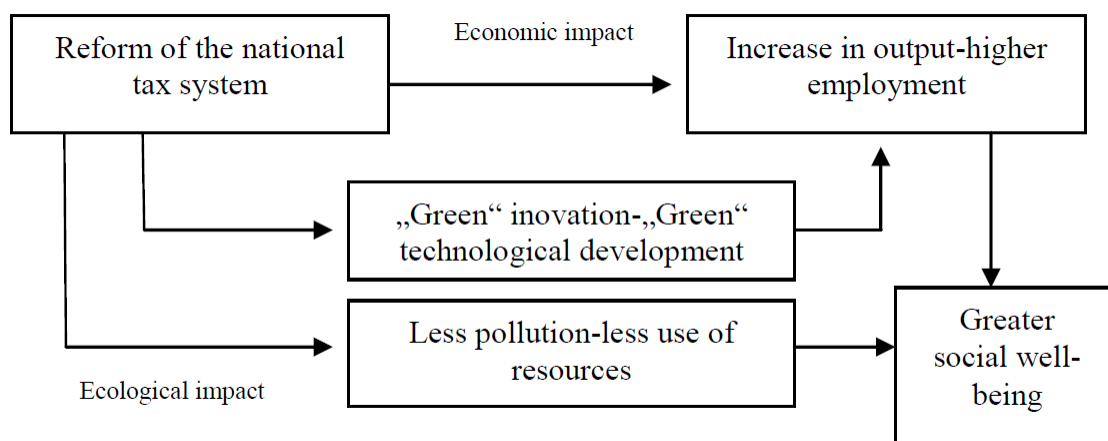 Reform of the national
tax system
Economic impact
Increase in output-higher
employment
„Green“ inovation-„Green“
technological development
Less pollution-less use of
resources
Greater
social well-
being
Ecological impact